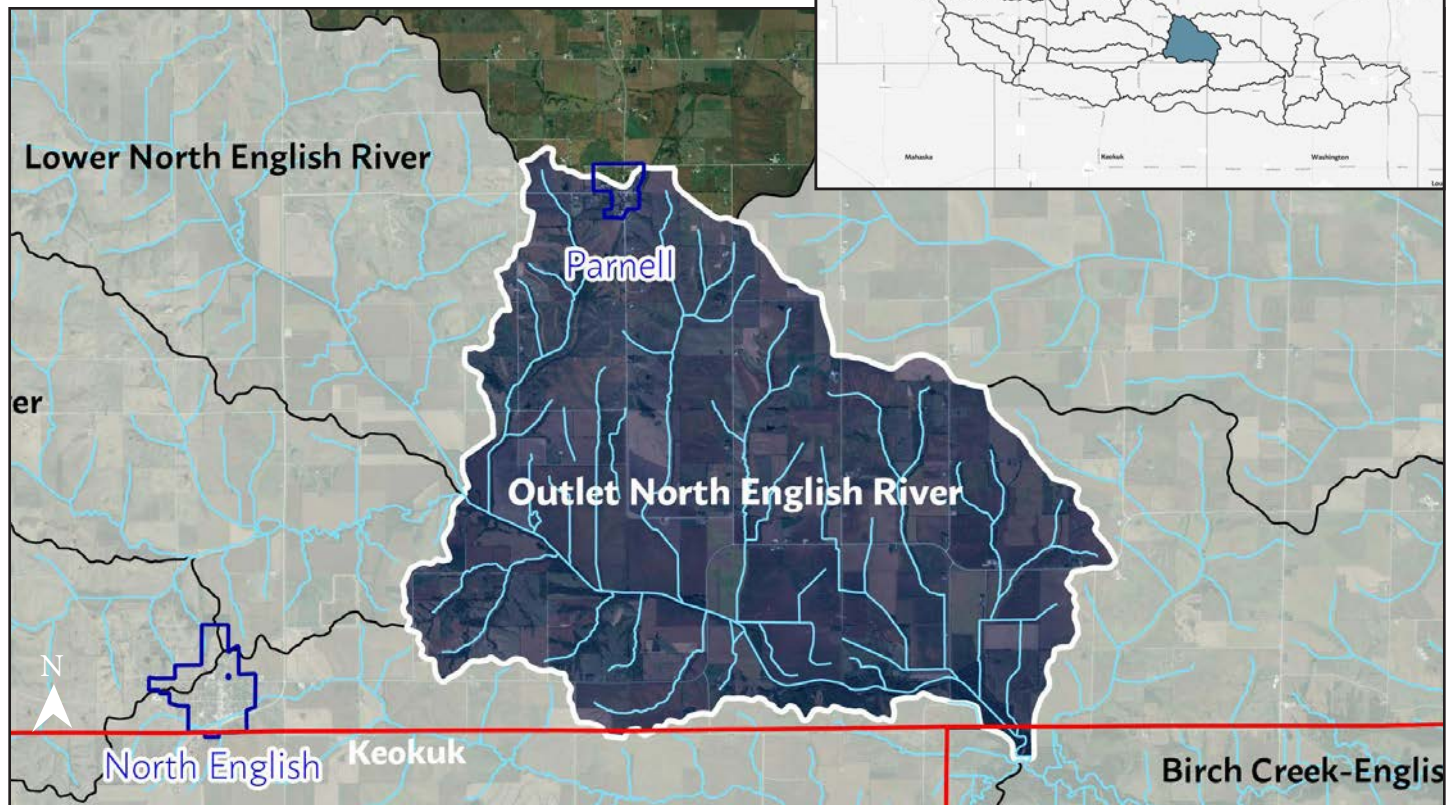 Mahaska
Keokuk
Washington
Lou
Lower North English River
Parnell
er
Outlet North English River
N
North English
Keokuk
Birch Creek-Englis